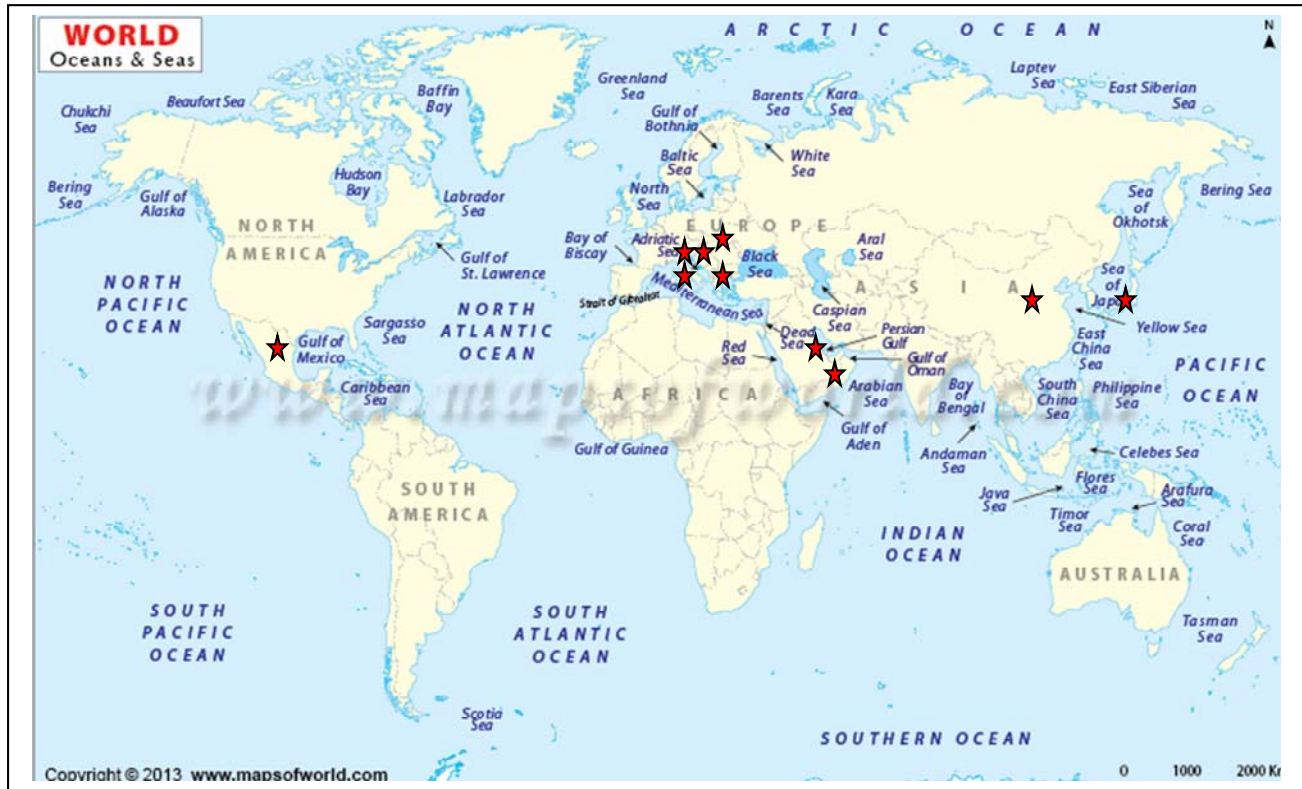 WORLD
Oceans & Seas
ARCTIC OCEAN
N
Chukchi
Sea
Beaufort Sea
Baffin
Bay
Greenland
Sea
Barents
Sea
Kara
Sea
Laptev
Sea
East Siberian
Sea
Gulf of
Bothnia
White
Sea
Baltic
Sea
North
Sea
Bering
Sea
Gulf of
Alaska
Hudson
Bay
Labrador
Sea
Sea
of
Okhotsk
Bering Sea
NORTH
AMERICA
EUROPE
Bay of
Biscay
Adriatic
Sea
Black
Sea
Aral
Sea
Gulf of
St. Lawrence
NORTH
PACIFIC
OCEAN
NORTH
ATLANTIC
OCEAN
Strait of Gibraltar
Mediterranean Sea
ASIA
Caspian
Sea
Sea
of
Japan
Yellow Sea
Sargasso
Sea
Gulf of
Mexico
Dead
Sea
Persian
Gulf
Red
Sea
Gulf of
Oman
East
China
Sea
PACIFIC
OCEAN
Caribbean
Sea
www.mapsofworld.com
AFRICA
Arabian
Sea
Bay
of
Bengal
South
China
Sea
Philippine
Sea
Gulf of
Aden
Gulf of Guinea
Andaman
Sea
Celebes Sea
SOUTH
AMERICA
Java
Sea
Flores
Sea
Arafura
Sea
Timor
Sea
Coral
Sea
INDIAN
OCEAN
AUSTRALIA
SOUTH
PACIFIC
OCEAN
SOUTH
ATLANTIC
OCEAN
Tasman
Sea
Scotia
Sea
SOUTHERN OCEAN
Copyright © 2013 www.mapsofworld.com
0 1000 2000 K